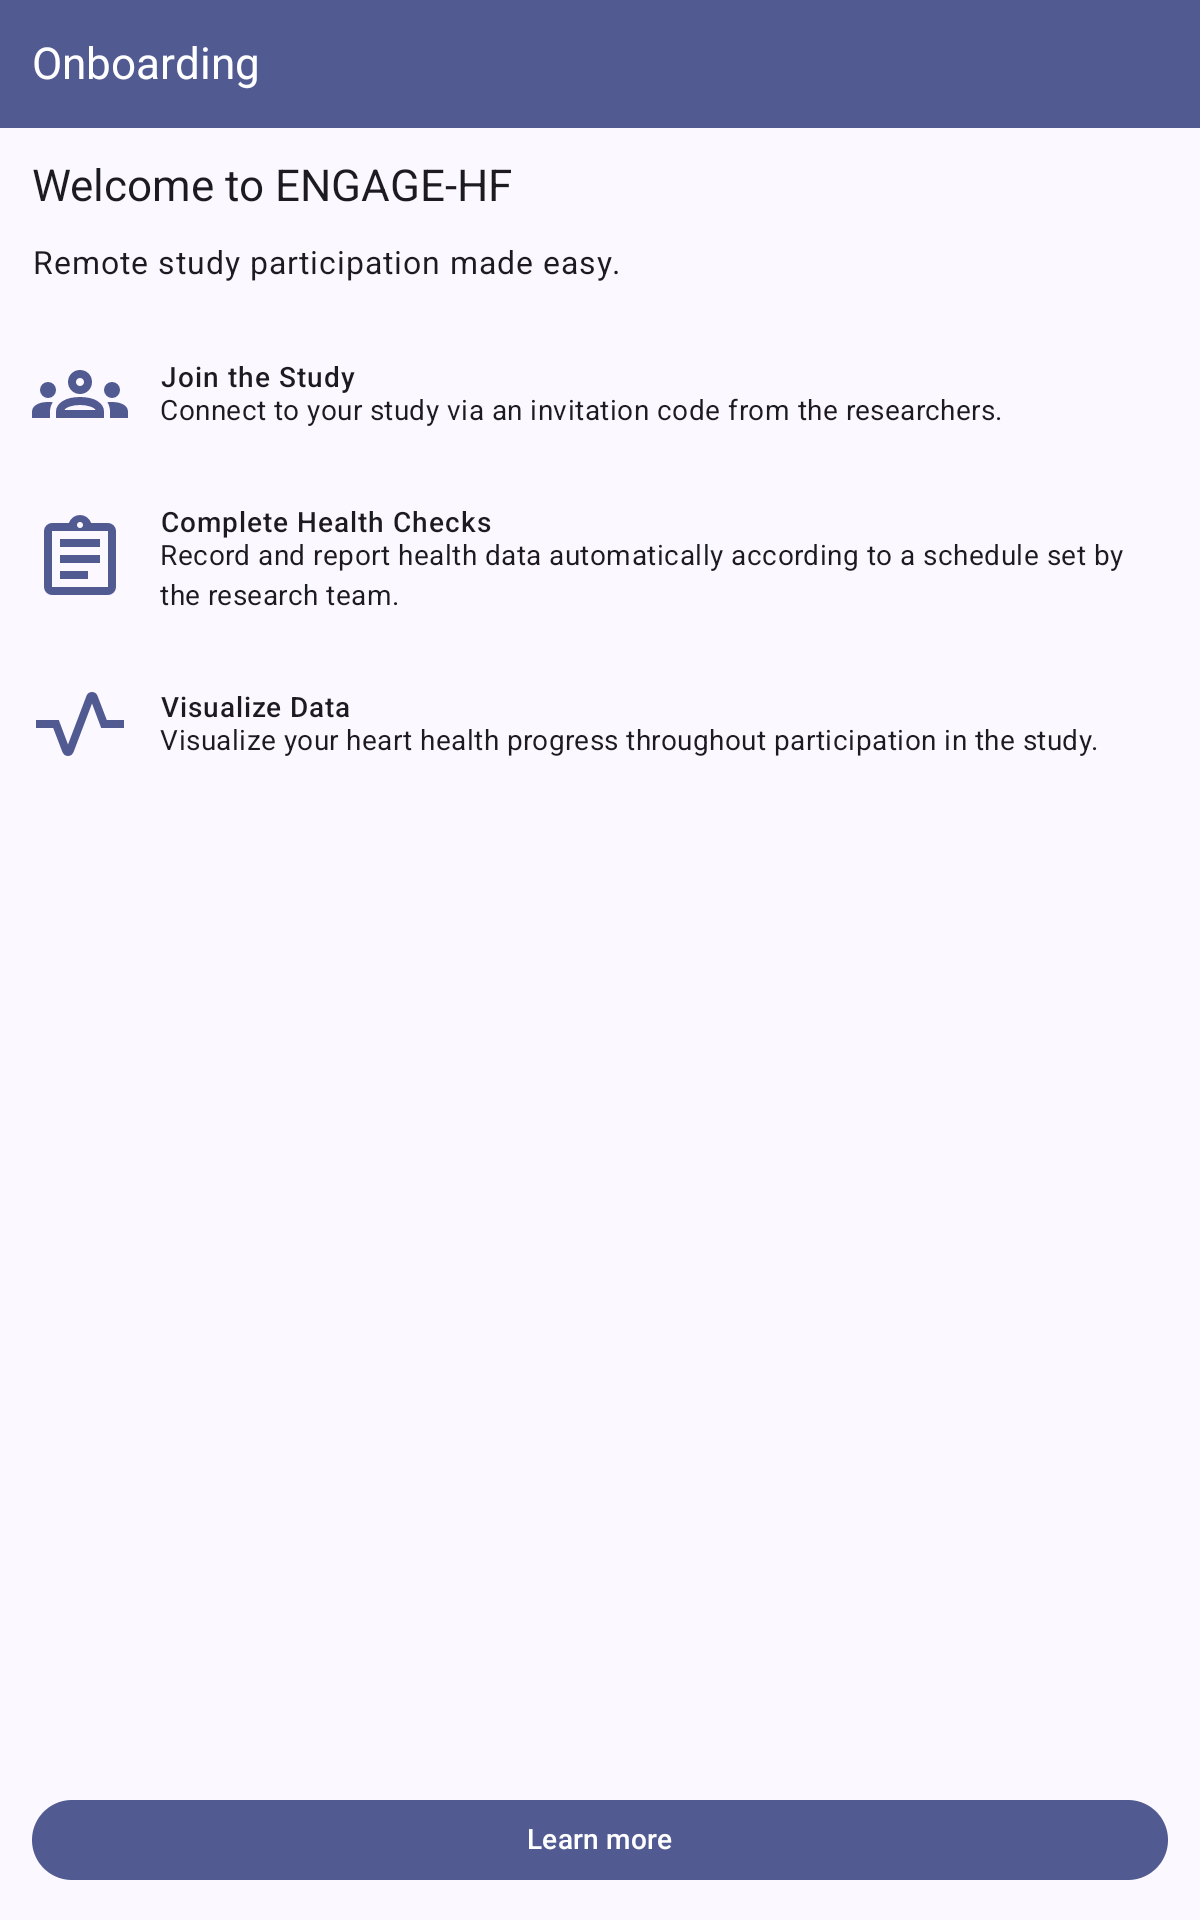 Onboarding
Welcome to ENGAGE-HF
Remote study participation made easy.
Join the Study
Connect to your study via an invitation code from the researchers.
Complete Health Checks
Record and report health data automatically according to a schedule set by
the research team.
Visualize Data
Visualize your heart health progress throughout participation in the study.
Learn more